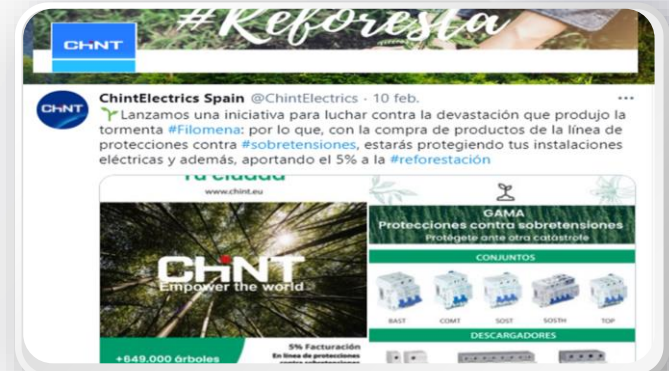 #Reforesta
CHNT
CHNT
ChintElectrics Spain @ChintElectrics · 10 feb.
Lanzamos una iniciativa para luchar contra la devastación que produjo la
tormenta #Filomena: por lo que, con la compra de productos de la línea de
protecciones contra #sobretensiones, estarás protegiendo tus instalaciones
eléctricas y además, aportando el 5% a la #reforestación
Tu ciudad
www.chint.eu
CHNT
Empower the world
+649.000 árboles
5% Facturación
En línea de protecciones
contra sobretensiones
GAMA
Protecciones contra sobretensiones
Protégete ante otra catástrofe
CONJUNTOS
BAST COMT SOST SOSTH TOP
DESCARGADORES